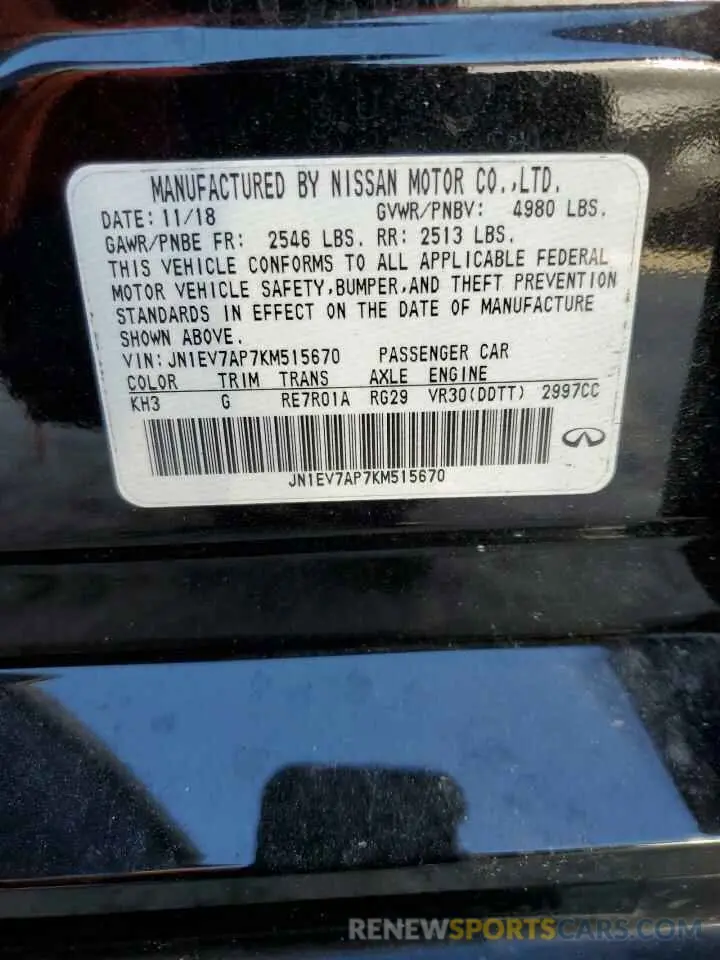 MANUFACTURED BY NISSAN MOTOR CO.,LTD.
DATE: 11/18 GVWR/PNBV: 4980 LBS.
GAWR/PNBE FR: 2546 LBS. RR: 2513 LBS.
THIS VEHICLE CONFORMS TO ALL APPLICABLE FEDERAL
MOTOR VEHICLE SAFETY,BUMPER,AND THEFT PREVENTION
STANDARDS IN EFFECT ON THE DATE OF MANUFACTURE
SHOWN ABOVE.
VIN: JN1EV7AP7KM515670 PASSENGER CAR
COLOR TRIM TRANS AXLE ENGINE
KH3 G RE7R01A RG29 VR30(DDTT) 2997CC
JN1EV7AP7KM515670
RENEWSPORTSCARS.COM